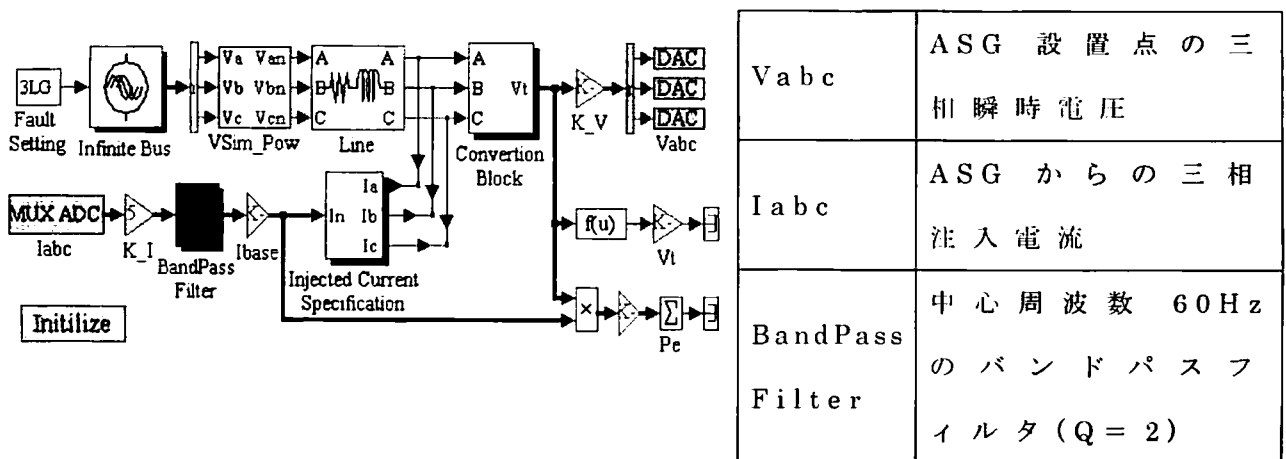 3LG
Fault
Setting
Infinite Bus
Va Van
Vb Vbn
Vc Vcn
VSim_Pow
A A
B B
C C
Line
A
B Vt
C
Convertion
Block
K-
K_V
DAC
DAC
DAC
Vabc
MUX ADC
Iabc
5
K_I
BandPass
Filter
K-
Ibase
Ia
In Ib
Ic
Injected Current
Specification
f(u)
K-
Vt
×
K-
Σ
Pe
Initilize
Vabc
ASG 設置点の三
相瞬時電圧
Iabc
ASG からの三相
注入電流
BandPass
Filter
中心周波数 60Hz
のバンドパスフ
ィルタ(Q=2)